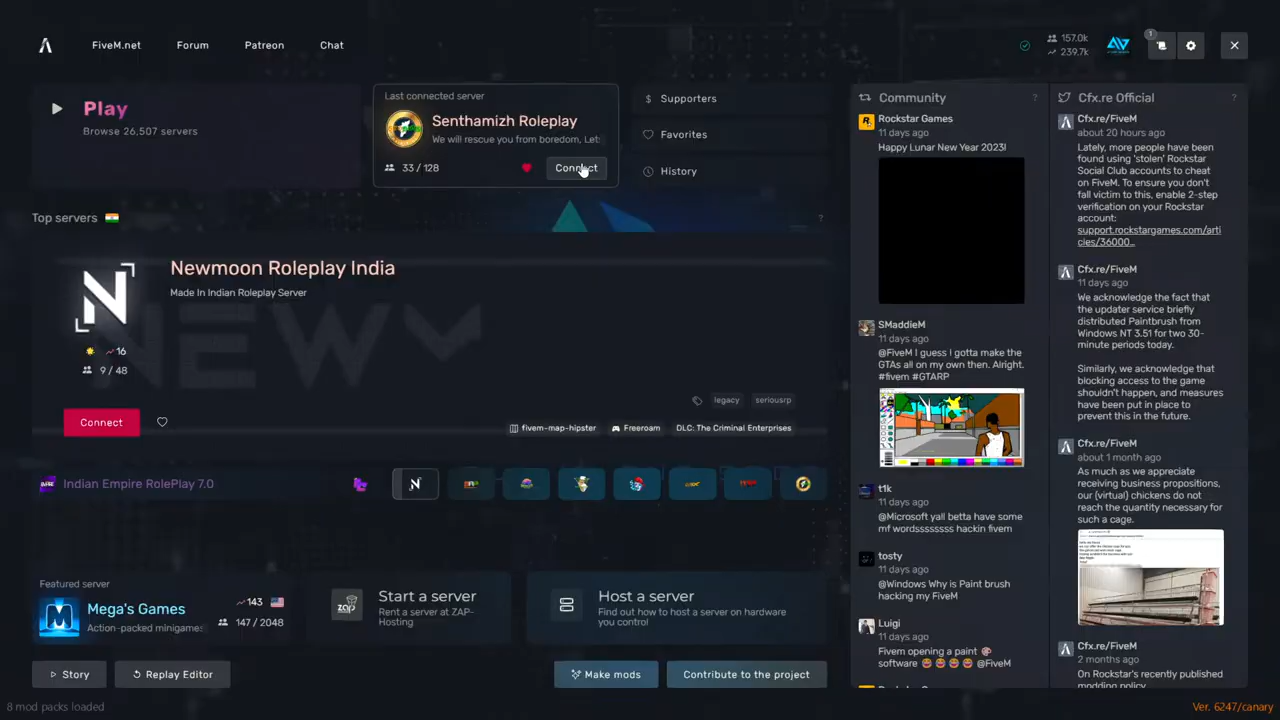 FiveM.net
Forum
Patreon
Chat
157.0k
239.7k
1
Play
Browse 26,507 servers
Last connected server
Senthamizh Roleplay
We will rescue you from boredom, Let:
33 / 128
Connect
$ Supporters
Favorites
History
Top servers
?
Newmoon Roleplay India
Made In Indian Roleplay Server
NEW
N
16
9 / 48
Connect
legacy
seriousrp
fivem-map-hipster
Freeroam
DLC: The Criminal Enterprises
Indian Empire RolePlay 7.0
N
Featured server
Mega's Games
Action-packed minigame:
143
147 / 2048
ZAP
Start a server
Rent a server at ZAP-
Hosting
Host a server
Find out how to host a server on hardware
you control
Story
Replay Editor
Make mods
Contribute to the project
8 mod packs loaded
Community
?
Rockstar Games
11 days ago
Happy Lunar New Year 2023!
SMaddieM
11 days ago
@FiveM I guess I gotta make the
GTAs all on my own then. Alright.
#fivem #GTARP
t1k
11 days ago
@Microsoft yall betta have some
mf wordssssssss hackin fivem
tosty
11 days ago
@Windows Why is Paint brush
hacking my FiveM
Luigi
11 days ago
Fivem opening a paint 🎨
software 🤣 🤣 🤣 🤣 @FiveM
Cfx.re Official
?
Cfx.re/FiveM
about 20 hours ago
Lately, more people have been
found using 'stolen' Rockstar
Social Club accounts to cheat
on FiveM. To ensure you don't
fall victim to this, enable 2-step
verification on your Rockstar
account:
support.rockstargames.com/arti
cles/36000…
Cfx.re/FiveM
11 days ago
We acknowledge the fact that
the updater service briefly
distributed Paintbrush from
Windows NT 3.51 for two 30-
minute periods today.
Similarly, we acknowledge that
blocking access to the game
shouldn't happen, and measures
have been put in place to
prevent this in the future.
Cfx.re/FiveM
about 1 month ago
As much as we appreciate
receiving business propositions,
our (virtual) chickens do not
reach the quantity necessary for
such a cage.
Cfx.re/FiveM
2 months ago
On Rockstar's recently published
modding policy
Ver. 6247/canary